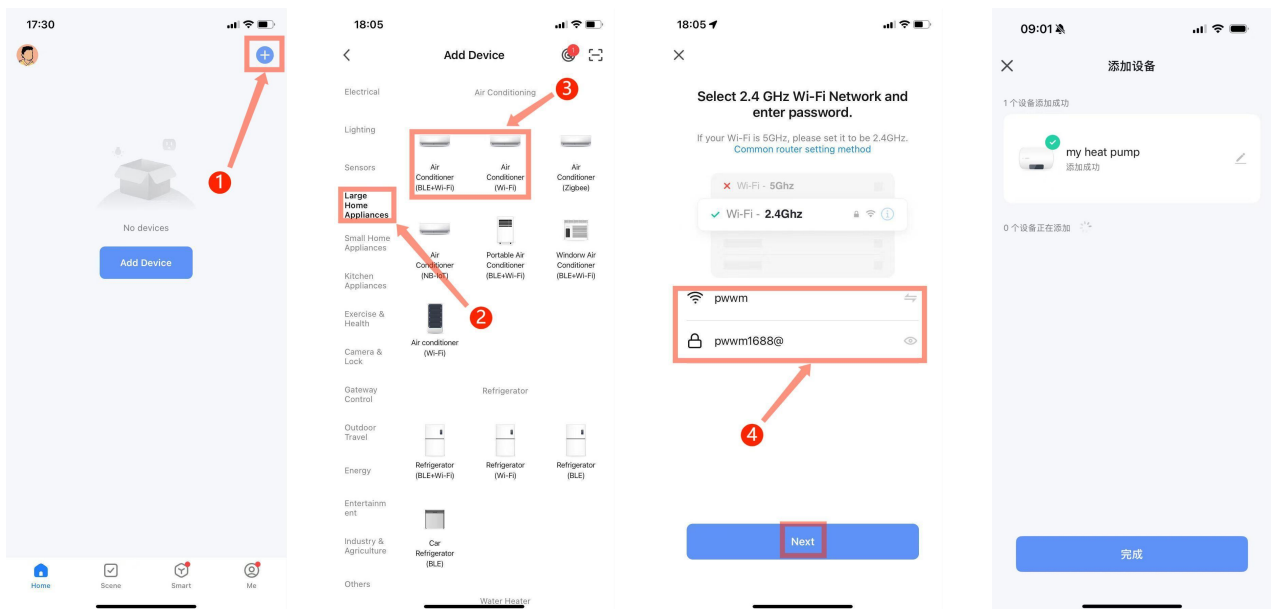 17:30
1
No devices
Add Device
Home
Scene
Smart
Me
18:05
Add Device
Electrical
Lighting
Sensors
Large
Home
Appliances
Small Home
Appliances
Kitchen
Appliances
Exercise &
Health
Camera &
Lock
Gateway
Control
Outdoor
Travel
Energy
Entertainm
ent
Industry &
Agriculture
Others
Air Conditioning
3
Air
Conditioner
(BLE+Wi-Fi)
Air
Conditioner
(Wi-Fi)
Air
Conditioner
(Zigbee)
Air
Conditioner
(NB-IoT)
Portable Air
Conditioner
(BLE+Wi-Fi)
Windorw Air
Conditioner
(BLE+Wi-Fi)
2
Air conditioner
(Wi-Fi)
Refrigerator
Refrigerator
(BLE+Wi-Fi)
Refrigerator
(Wi-Fi)
Refrigerator
(BLE)
Car
Refrigerator
(BLE)
Water Heater
18:05
Select 2.4 GHz Wi-Fi Network and
enter password.
If your Wi-Fi is 5GHz, please set it to be 2.4GHz.
Common router setting method
Wi-Fi - 5Ghz
Wi-Fi - 2.4Ghz
pwwm
pwwm1688@
4
Next
09:01
添加设备
1 个设备添加成功
my heat pump
添加成功
0 个设备正在添加
完成